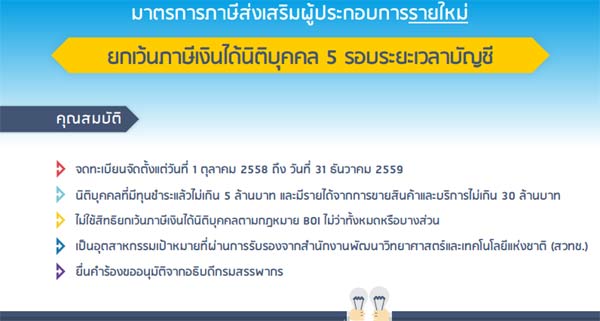 มาตรการภาษีส่งเสริมผู้ประกอบการรายใหม่
ยกเว้นภาษีเงินได้นิติบุคคล 5 รอบระยะเวลาบัญชี
คุณสมบัติ
จดทะเบียนจัดตั้งแต่วันที่ 1 ตุลาคม 2558 ถึง วันที่ 31 ธันวาคม 2559
นิติบุคคลที่มีทุนชำระแล้วไม่เกิน 5 ล้านบาท และมีรายได้จากการขายสินค้าและบริการไม่เกิน 30 ล้านบาท
ไม่ใช้สิทธิยกเว้นภาษีเงินได้นิติบุคคลตามกฎหมาย BOI ไม่ว่าทั้งหมดหรือบางส่วน
เป็นอุตสาหกรรมเป้าหมายที่ผ่านการรับรองจากสำนักงานพัฒนาวิทยาศาสตร์และเทคโนโลยีแห่งชาติ (สวทช.)
ยื่นคำร้องขออนุมัติจากอธิบดีกรมสรรพากร